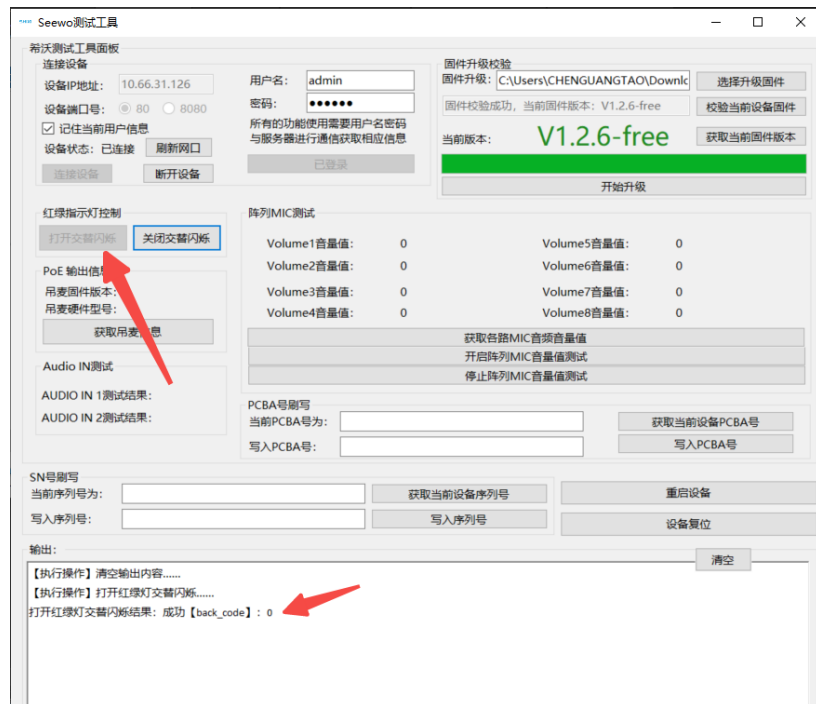 Seewo测试工具
希沃测试工具面板
连接设备
设备IP地址: 10.66.31.126
设备端口号: 80 8080
记住当前用户信息
设备状态: 已连接 刷新网口
连接设备 断开设备
用户名: admin
密码: ●●●●●●
所有的功能使用需要用户名密码
与服务器进行通信获取相应信息
已登录
固件升级校验
固件升级: C:\Users\CHENGUANGTAO\Downlc 选择升级固件
固件校验成功，当前固件版本: V1.2.6-free 校验当前设备固件
当前版本: V1.2.6-free 获取当前固件版本
开始升级
红绿指示灯控制
打开交替闪烁 关闭交替闪烁
PoE 输出信息
吊麦固件版本:
吊麦硬件型号:
获取吊麦信息
Audio IN测试
AUDIO IN 1测试结果:
AUDIO IN 2测试结果:
阵列MIC测试
Volume1音量值: 0 Volume5音量值: 0
Volume2音量值: 0 Volume6音量值: 0
Volume3音量值: 0 Volume7音量值: 0
Volume4音量值: 0 Volume8音量值: 0
获取各路MIC音频音量值
开启阵列MIC音量值测试
停止阵列MIC音量值测试
PCBA号刷写
当前PCBA号为: 获取当前设备PCBA号
写入PCBA号: 写入PCBA号
SN号刷写
当前序列号为: 获取当前设备序列号 重启设备
写入序列号: 写入序列号 设备复位
输出:
清空
【执行操作】清空输出内容......
【执行操作】打开红绿灯交替闪烁......
打开红绿灯交替闪烁结果: 成功【back_code】: 0